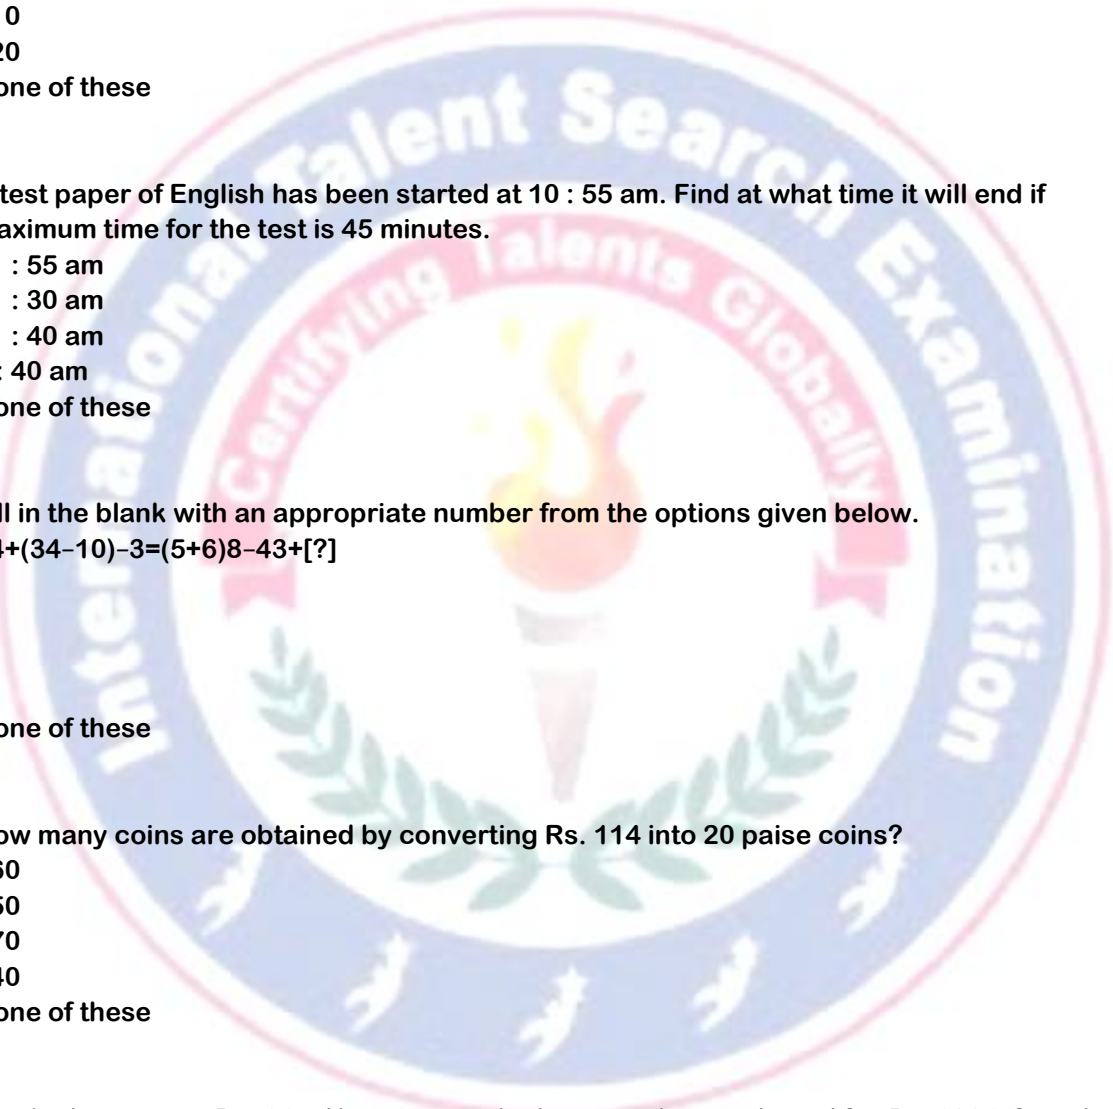 0
20
one of these
test paper of English has been started at 10 : 55 am. Find at what time it will end if
aximum time for the test is 45 minutes.
: 55 am
: 30 am
: 40 am
: 40 am
one of these
ll in the blank with an appropriate number from the options given below.
4+(34–10)–3=(5+6)8–43+[?]
one of these
ow many coins are obtained by converting Rs. 114 into 20 paise coins?
60
50
70
40
one of these
International Talent Search Examination
Certifying Talents Globally